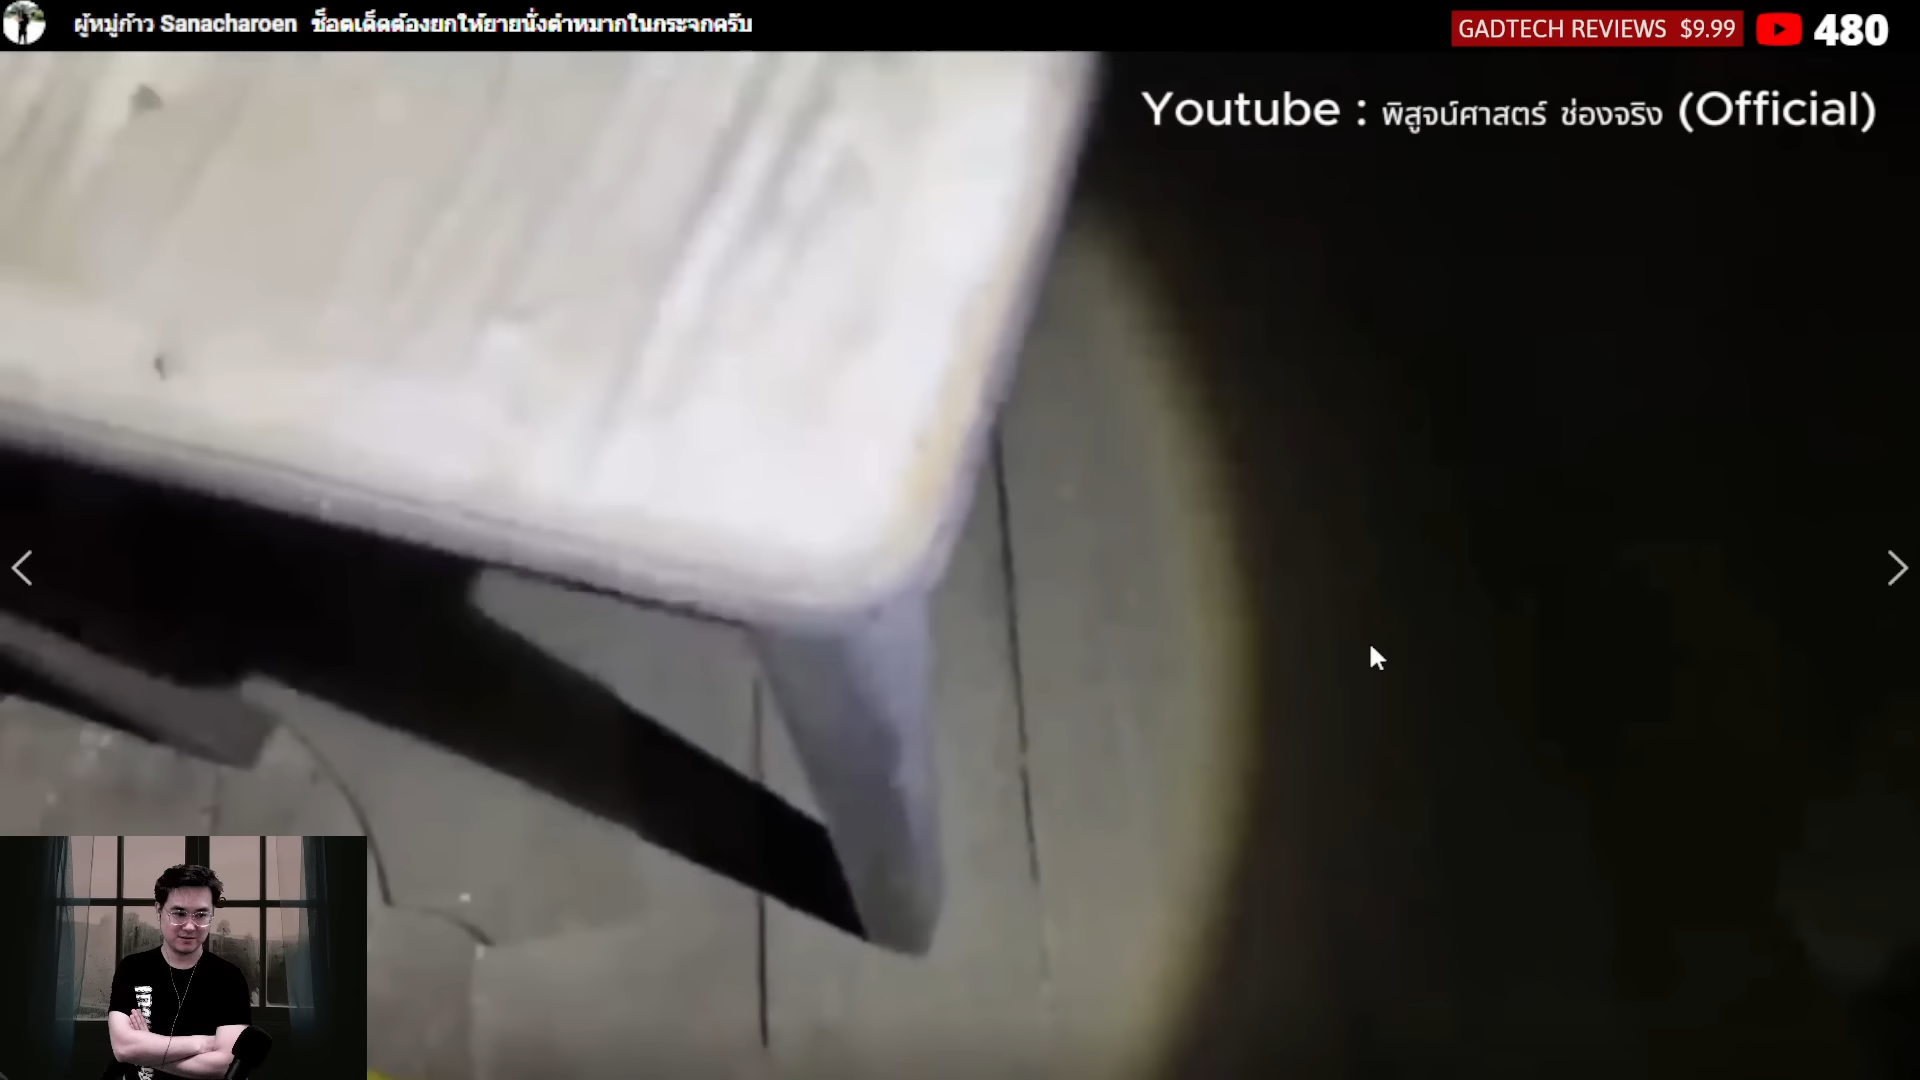 ผู้หมู่ก้าว Sanacharoen ช็อตเด็ดต้องยกให้ยายนั่งตำหมากในกระจกครับ
GADTECH REVIEWS $9.99
480
Youtube : พิสูจน์ศาสตร์ ช่องจริง (Official)